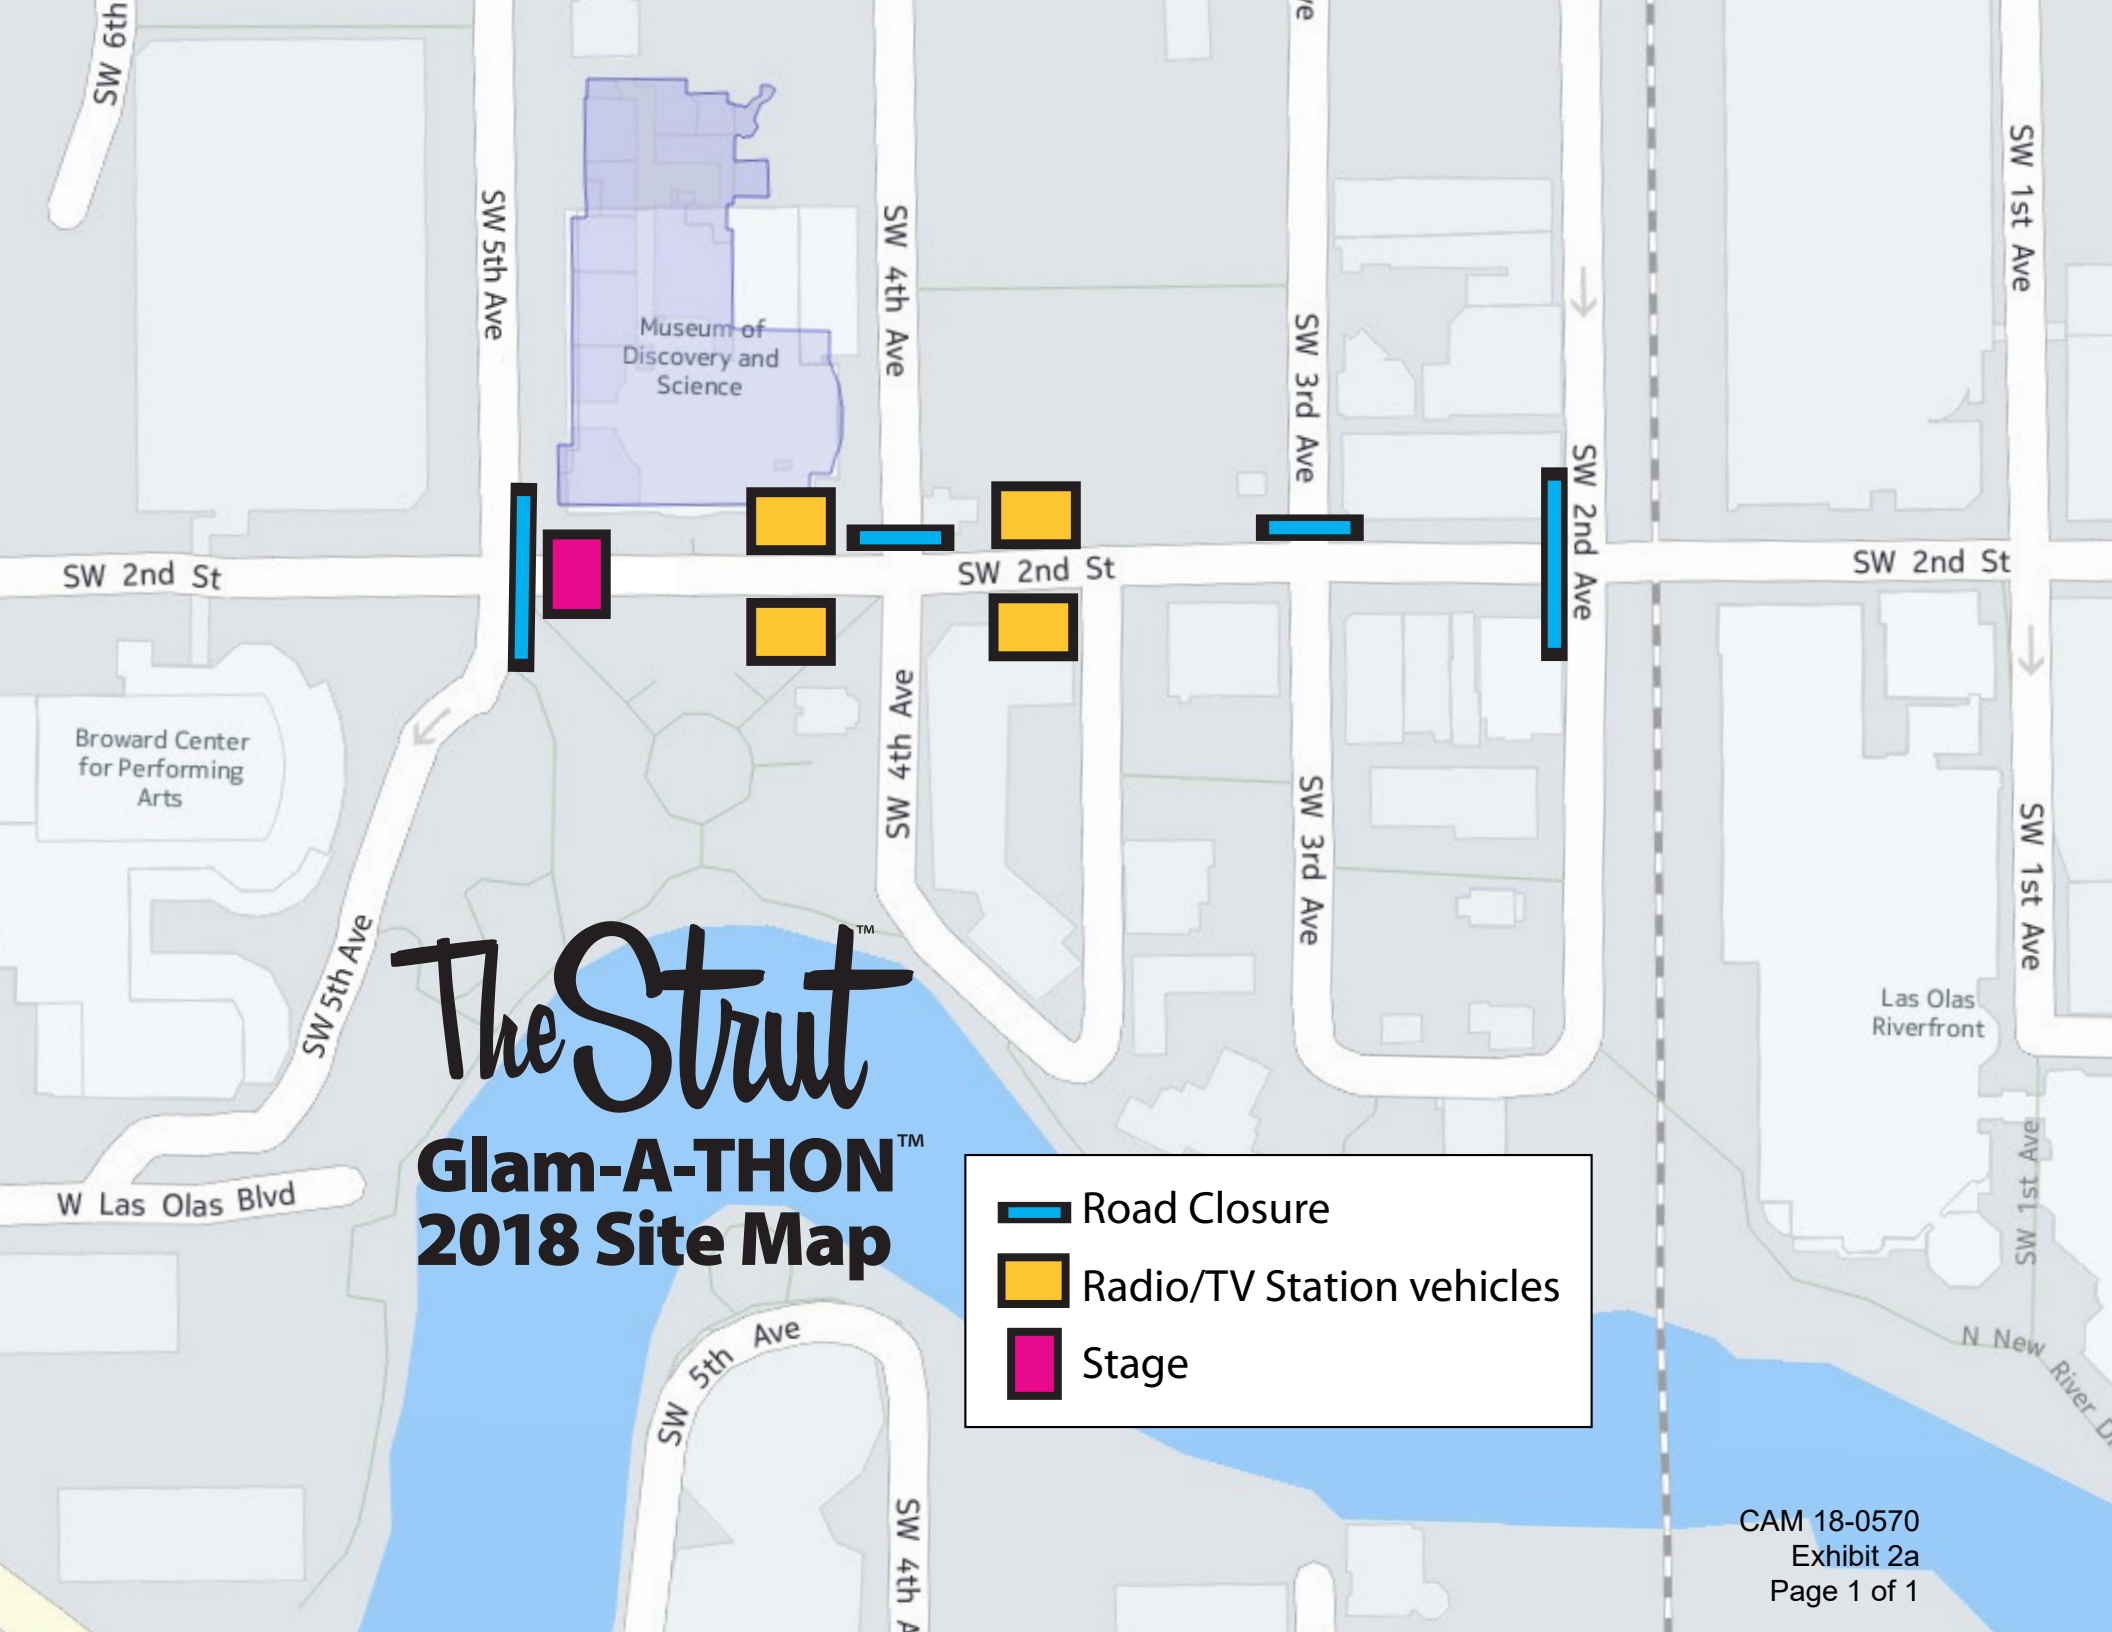 SW 6th
SW 5th Ave
SW 4th Ave
ve
SW 3rd Ave
SW 2nd Ave
SW 1st Ave
Museum of
Discovery and
Science
SW 2nd St
SW 2nd St
SW 2nd St
Broward Center
for Performing
Arts
SW 4th Ave
SW 3rd Ave
SW 1st Ave
SW 5th Ave
Las Olas
Riverfront
The Strut™
Glam-A-THON™
2018 Site Map
W Las Olas Blvd
SW 1st Ave
Road Closure
Radio/TV Station vehicles
Stage
N New River D
SW 5th Ave
SW 4th A
CAM 18-0570
Exhibit 2a
Page 1 of 1